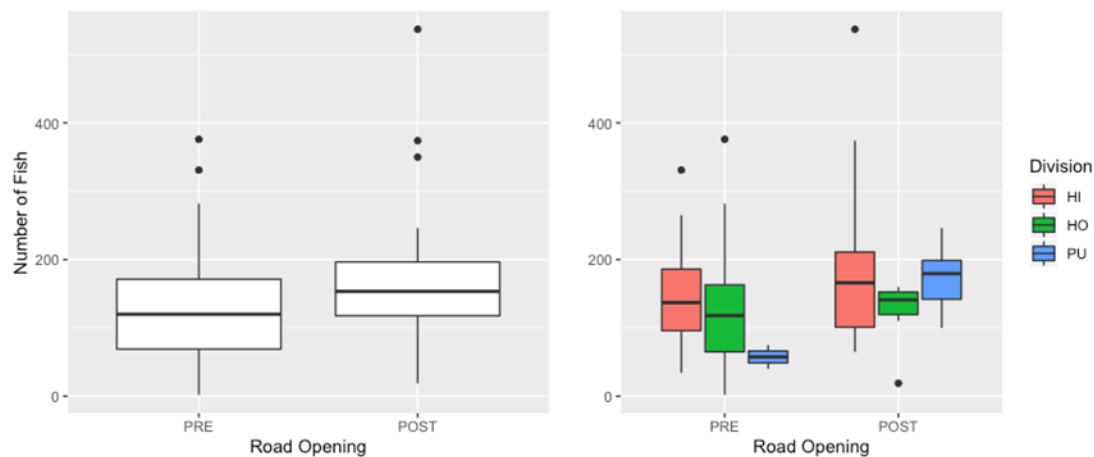 Number of Fish
400
200
0
PRE
POST
Road Opening
400
200
0
PRE
POST
Road Opening
Division
HI
HO
PU